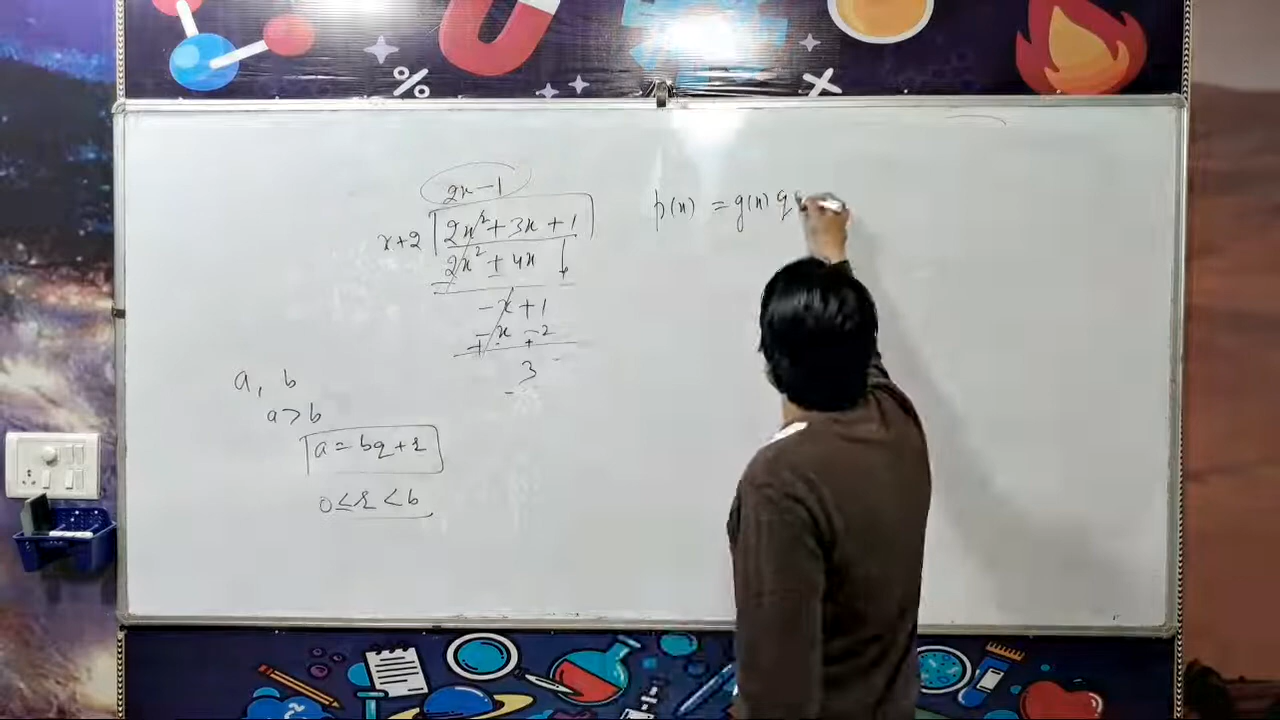 2x - 1
x+2 2x² + 3x + 1
2x² + 4x
- x + 1
- x - 2
+ +
3
a, b
a > b
a = bq + r
0 ≤ r < b
p(x) = g(x) q
%